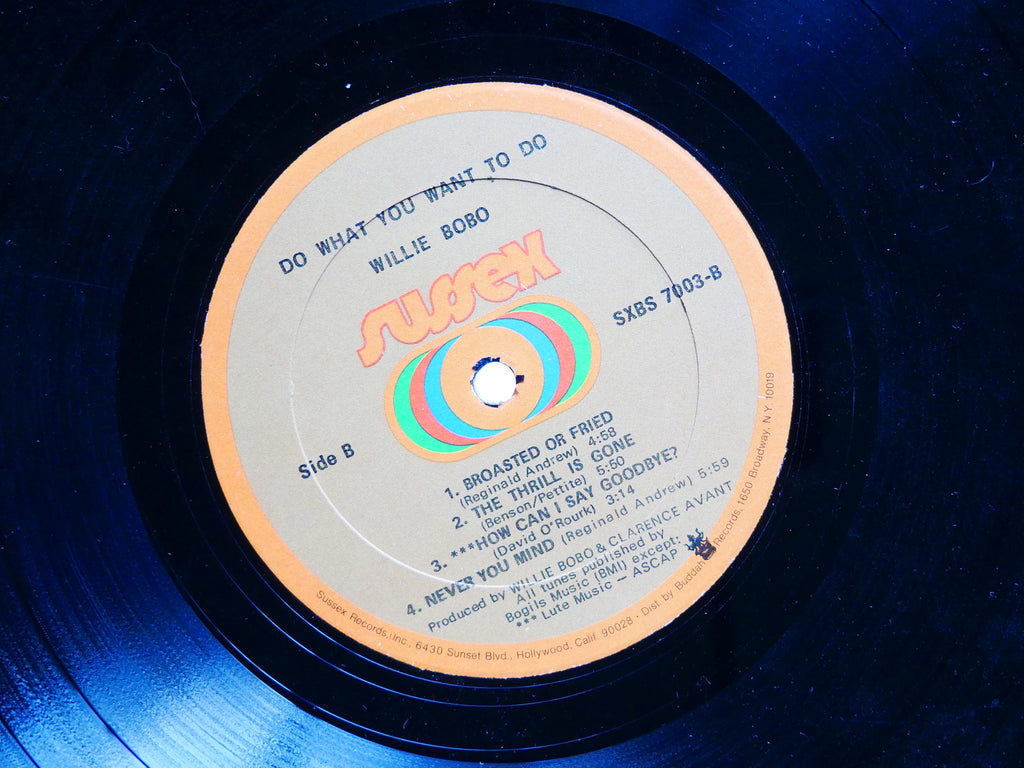 DO WHAT YOU WANT TO DO
WILLIE BOBO
sussex
SXBS 7003-B
Side B
1. BROASTED OR FRIED
(Reginald Andrew) 4:58
2. THE THRILL IS GONE
(Benson/Pettite) 5:50
3. ***HOW CAN I SAY GOODBYE?
(David O'Rourk) 3:14
4. NEVER YOU MIND (Reginald Andrew) 5:59
Produced by WILLIE BOBO & CLARENCE AVANT
All tunes published by
Bogils Music (BMI) except:
*** Lute Music — ASCAP
Sussex Records, Inc., 6430 Sunset Blvd., Hollywood, Calif. 90028 · Dist by Buddah Records, 1650 Broadway, N.Y. 10019